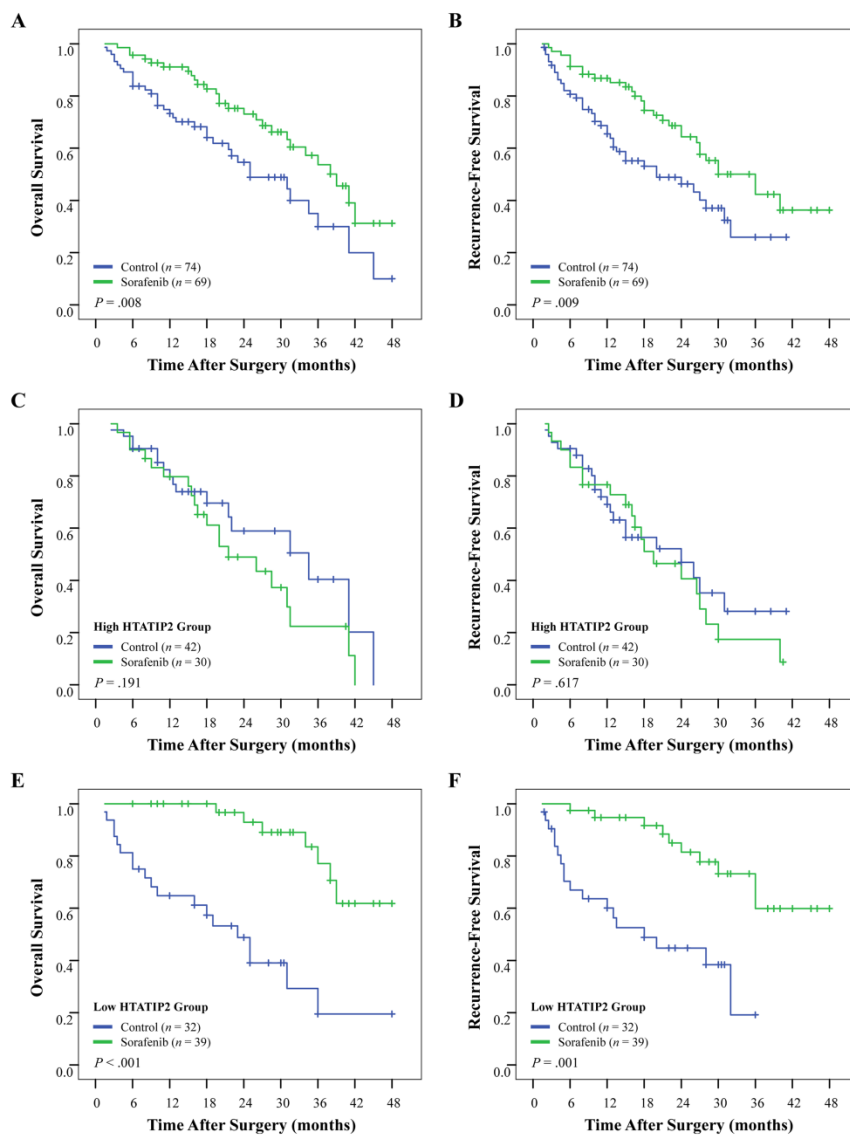 A
Overall Survival
1.0
0.8
0.6
0.4
0.2
0.0
Control (n = 74)
Sorafenib (n = 69)
P = .008
0 6 12 18 24 30 36 42 48
Time After Surgery (months)
B
Recurrence-Free Survival
1.0
0.8
0.6
0.4
0.2
0.0
Control (n = 74)
Sorafenib (n = 69)
P = .009
0 6 12 18 24 30 36 42 48
Time After Surgery (months)
C
Overall Survival
1.0
0.8
0.6
0.4
0.2
0.0
High HTATIP2 Group
Control (n = 42)
Sorafenib (n = 30)
P = .191
0 6 12 18 24 30 36 42 48
Time After Surgery (months)
D
Recurrence-Free Survival
1.0
0.8
0.6
0.4
0.2
0.0
High HTATIP2 Group
Control (n = 42)
Sorafenib (n = 30)
P = .617
0 6 12 18 24 30 36 42 48
Time After Surgery (months)
E
Overall Survival
1.0
0.8
0.6
0.4
0.2
0.0
Low HTATIP2 Group
Control (n = 32)
Sorafenib (n = 39)
P < .001
0 6 12 18 24 30 36 42 48
Time After Surgery (months)
F
Recurrence-Free Survival
1.0
0.8
0.6
0.4
0.2
0.0
Low HTATIP2 Group
Control (n = 32)
Sorafenib (n = 39)
P = .001
0 6 12 18 24 30 36 42 48
Time After Surgery (months)